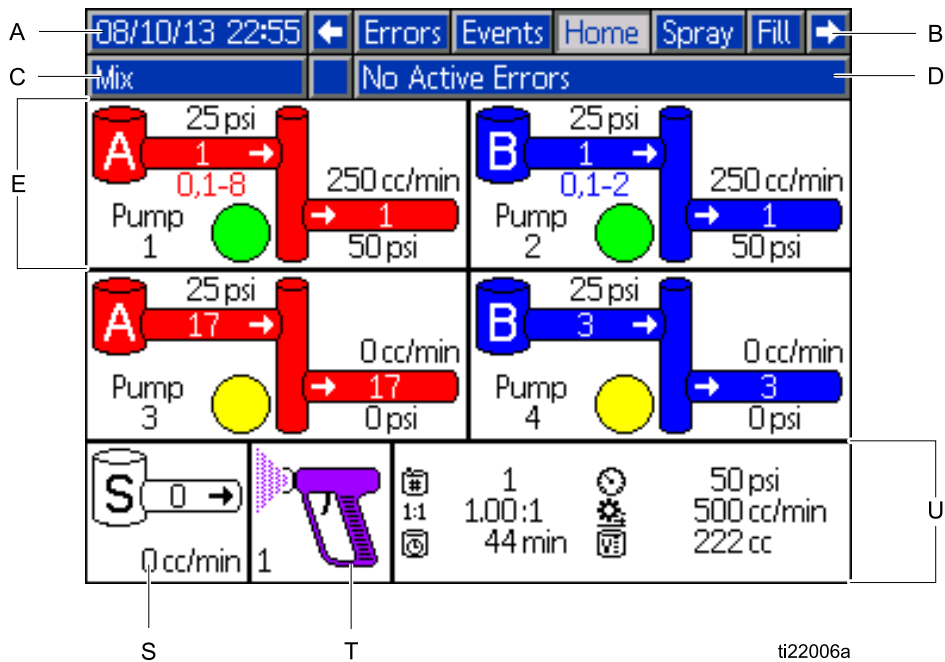 A
08/10/13 22:55
Errors
Events
Home
Spray
Fill
B
C
Mix
No Active Errors
D
E
A
25 psi
1
0,1-8
250 cc/min
Pump
1
1
50 psi
B
25 psi
1
0,1-2
250 cc/min
Pump
2
1
50 psi
A
25 psi
17
0 cc/min
Pump
3
17
0 psi
B
25 psi
3
0 cc/min
Pump
4
3
0 psi
S
0
0 cc/min
1
#
1
50 psi
1:1
1.00:1
500 cc/min
44 min
V
222 cc
U
S
T
ti22006a